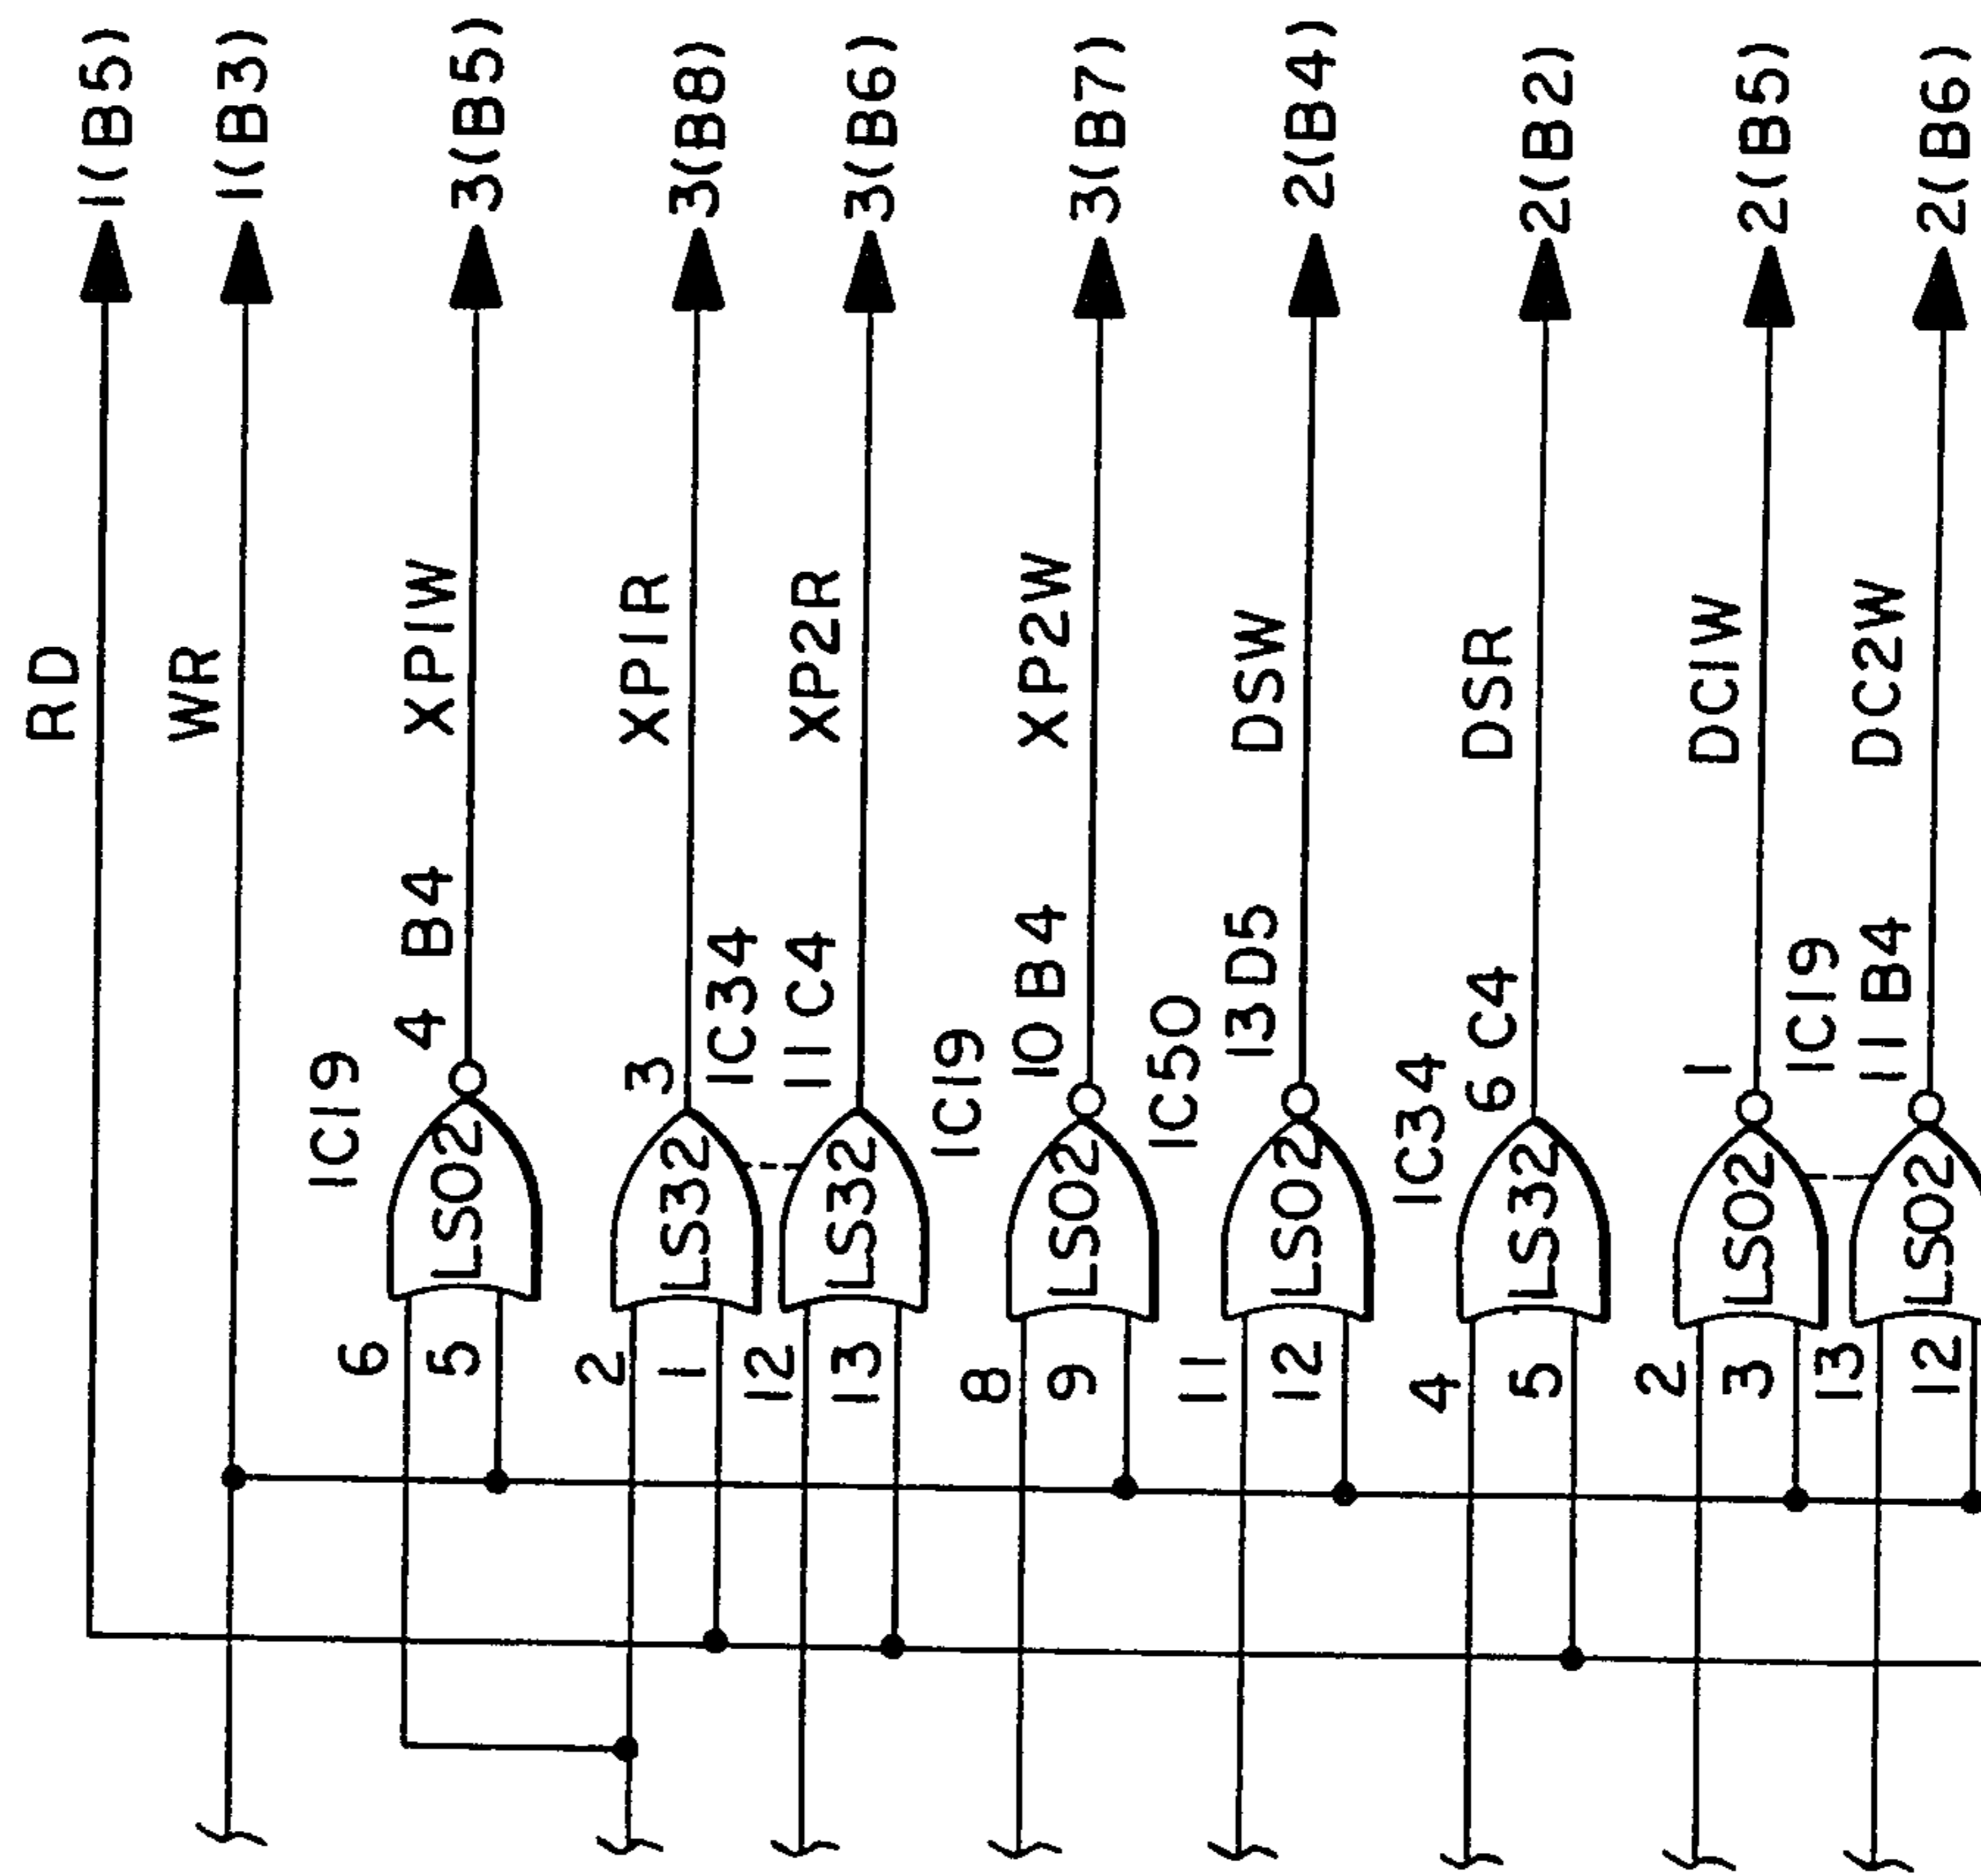 RD 1(B5)
WR 1(B3)
IC19
6
5
LS02
4 B4
XP1W
3(B5)
2
1
LS32
3
XP1R
3(B8)
IC34
12
13
LS32
11 C4
XP2R
3(B6)
IC19
8
9
LS02
10 B4
XP2W
3(B7)
IC50
11
12
LS02
13 D5
DSW
2(B4)
IC34
4
5
LS32
6 C4
DSR
2(B2)
2
3
LS02
1
DC1W
2(B5)
IC19
13
12
LS02
11 B4
DC2W
2(B6)